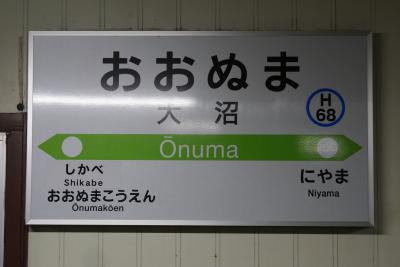 おおぬま
大沼
H
68
Ōnuma
しかべ
Shikabe
おおぬまこうえん
Ōnumakōen
にやま
Niyama